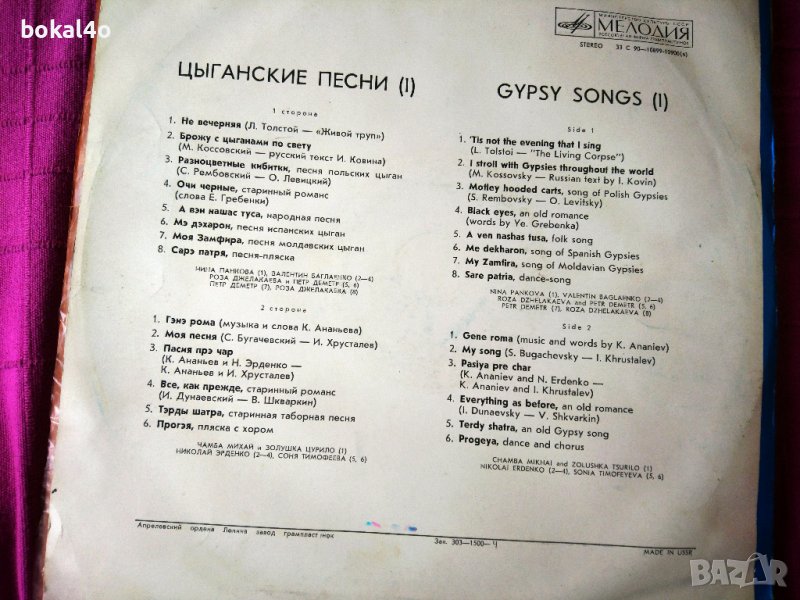 bokal4o
МИНИСТЕРСТВО КУЛЬТУРЫ СССР
МЕЛОДИЯ
STEREO 33 С 90—10899-10900(а)
ЦЫГАНСКИЕ ПЕСНИ (I)
1 сторона
1. Не вечерняя (Л. Толстой — «Живой труп»)
2. Брожу с цыганами по свету
(М. Коссовский — русский текст И. Ковина)
3. Разноцветные кибитки, песня польских цыган
(С. Рембовский — О. Левицкий)
4. Очи черные, старинный романс
(слова Е. Гребенки)
5. А вэн нашас туса, народная песня
6. Мэ дэхарон, песня испанских цыган
7. Моя Замфира, песня молдавских цыган
8. Сарэ патря, песня-пляска
НИНА ПАНКОВА (1), ВАЛЕНТИН БАГЛАЕНКО (2—4)
РОЗА ДЖЕЛАКАЕВА и ПЕТР ДЕМЕТР (5, 6)
ПЕТР ДЕМЕТР (7), РОЗА ДЖЕЛАКАЕВА (8)
2 сторона
1. Гэнэ рома (музыка и слова К. Ананьева)
2. Моя песня (С. Бугачевский — И. Хрусталев)
3. Пасия прэ чар
(К. Ананьев и Н. Эрденко —
К. Ананьев и И. Хрусталев)
4. Все, как прежде, старинный романс
(И. Дунаевский — В. Шкваркин)
5. Тэрды шатра, старинная таборная песня
6. Прогэя, пляска с хором
ЧАМБА МИХАЙ и ЗОЛУШКА ЦУРИЛО (1)
НИКОЛАЙ ЭРДЕНКО (2—4), СОНЯ ТИМОФЕЕВА (5, 6)
GYPSY SONGS (I)
Side 1
1. 'Tis not the evening that I sing
(L. Tolstoi — "The Living Corpse")
2. I stroll with Gypsies throughout the world
(M. Kossovsky — Russian text by I. Kovin)
3. Motley hooded carts, song of Polish Gypsies
(S. Rembovsky — O. Levitsky)
4. Black eyes, an old romance
(words by Ye. Grebenka)
5. A ven nashas tusa, folk song
6. Me dekharon, song of Spanish Gypsies
7. My Zamfira, song of Moldavian Gypsies
8. Sare patria, dance-song
NINA PANKOVA (1), VALENTIN BAGLAENKO (2—4)
ROZA DZHELAKAEVA and PETR DEMETR (5, 6)
PETR DEMETR (7), ROZA DZHELAKAEVA (8)
Side 2
1. Gene roma (music and words by K. Ananiev)
2. My song (S. Bugachevsky — I. Khrustalev)
3. Pasiya pre char
(K. Ananiev and N. Erdenko —
K. Ananiev and I. Khrustalev)
4. Everything as before, an old romance
(I. Dunaevsky — V. Shkvarkin)
5. Terdy shatra, an old Gypsy song
6. Progeya, dance and chorus
CHAMBA MIKHAI and ZOLUSHKA TSURILO (1)
NIKOLAI ERDENKO (2—4), SONIA TIMOFEYEVA (5, 6)
Апрелевский ордена Ленина завод грампластинок
Зак. 303—1500— Ч
MADE IN USSR
BAZAR